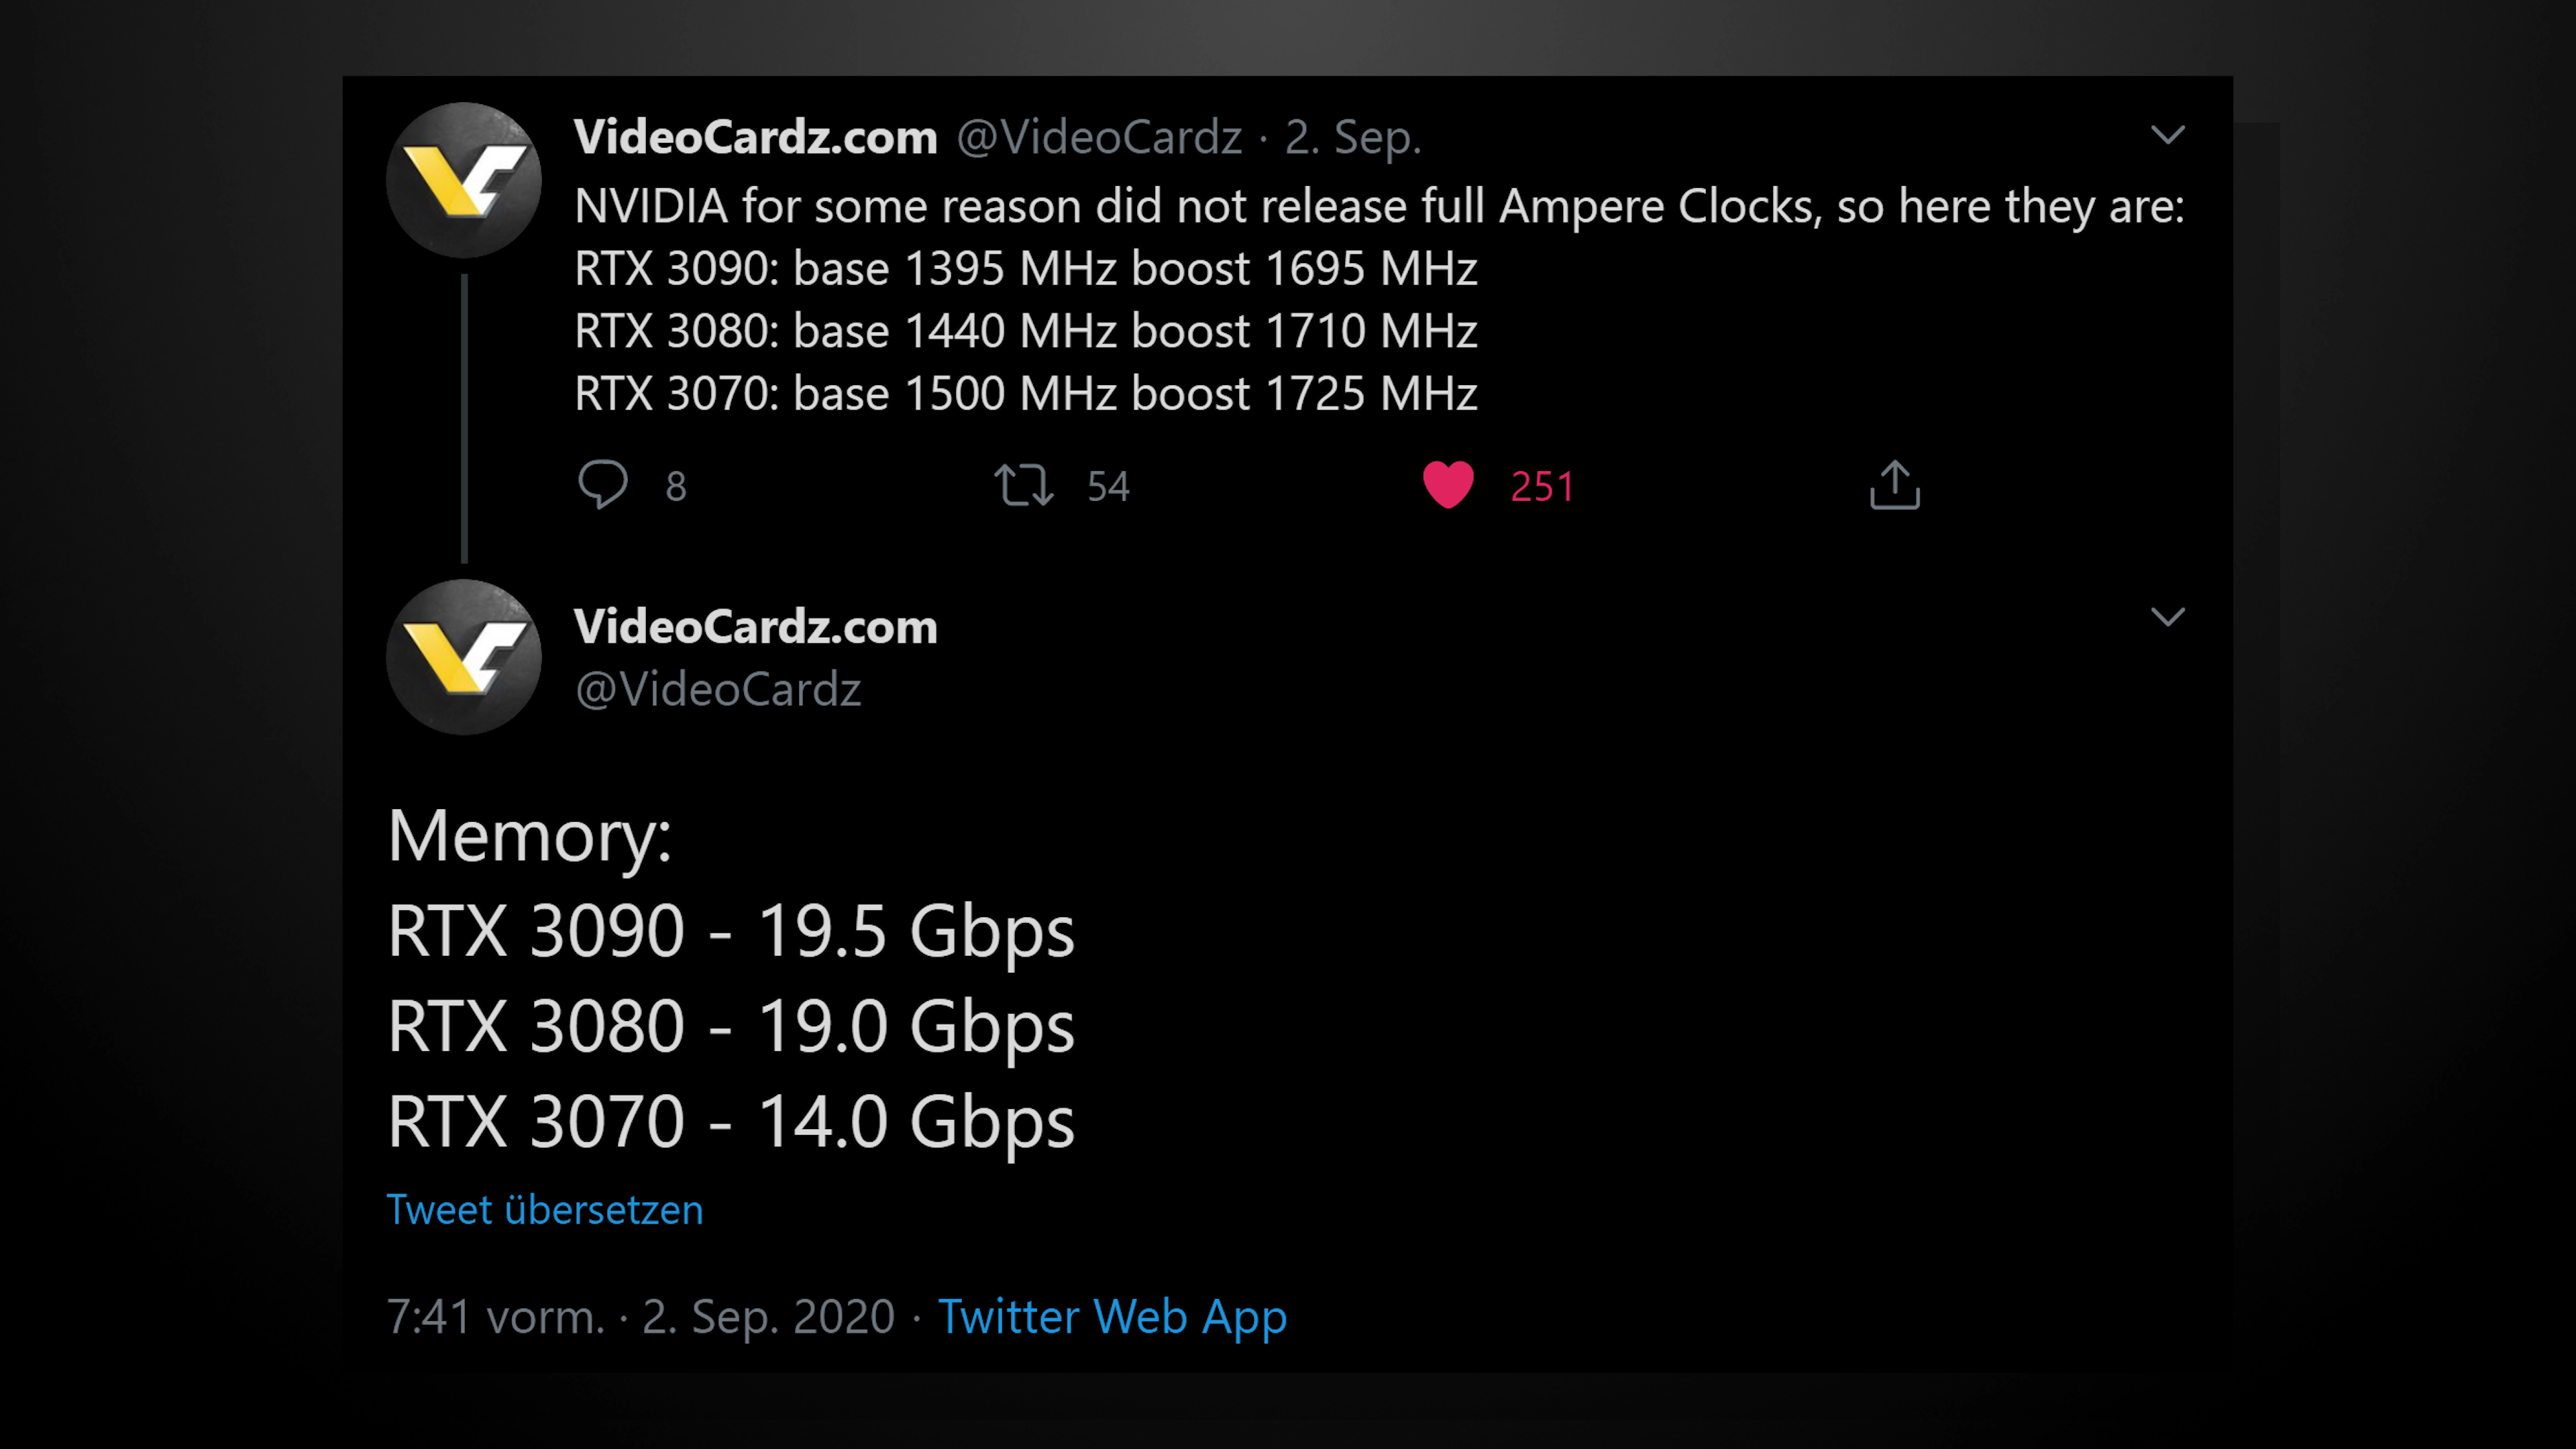 VideoCardz.com @VideoCardz · 2. Sep.
NVIDIA for some reason did not release full Ampere Clocks, so here they are:
RTX 3090: base 1395 MHz boost 1695 MHz
RTX 3080: base 1440 MHz boost 1710 MHz
RTX 3070: base 1500 MHz boost 1725 MHz
8 54 251
VideoCardz.com
@VideoCardz
Memory:
RTX 3090 - 19.5 Gbps
RTX 3080 - 19.0 Gbps
RTX 3070 - 14.0 Gbps
Tweet übersetzen
7:41 vorm. · 2. Sep. 2020 · Twitter Web App